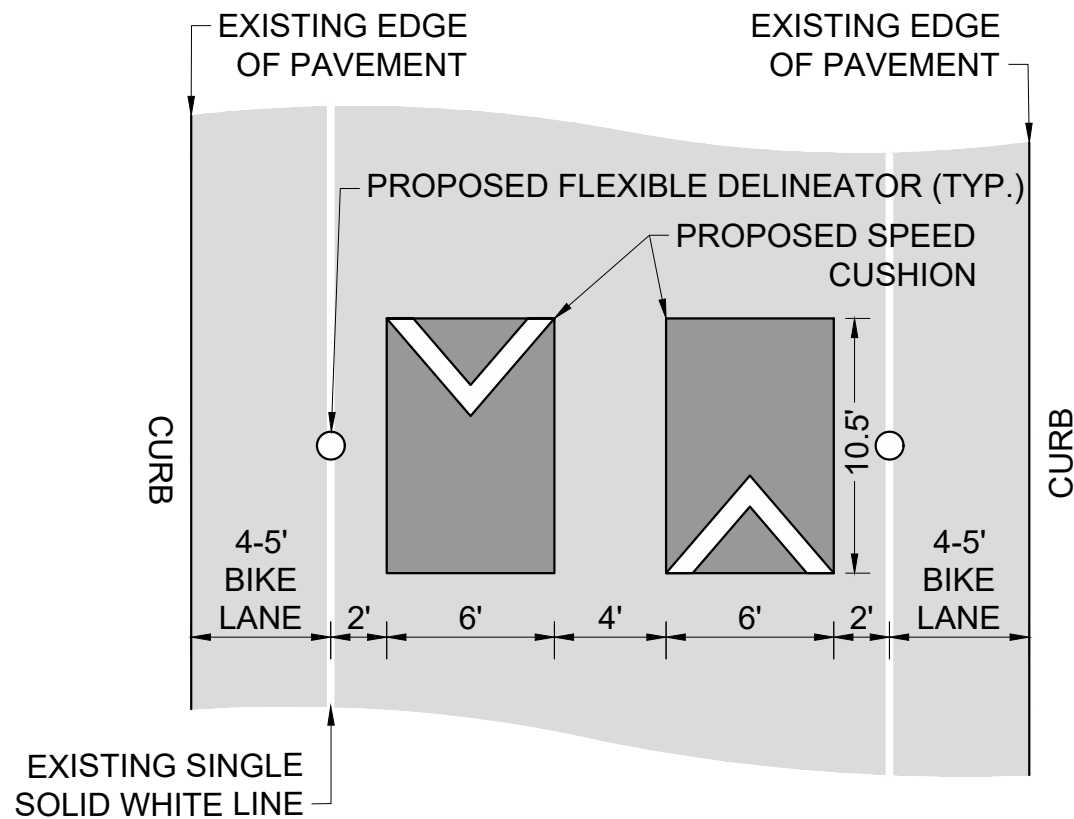 EXISTING EDGE
OF PAVEMENT
EXISTING EDGE
OF PAVEMENT
PROPOSED FLEXIBLE DELINEATOR (TYP.)
PROPOSED SPEED
CUSHION
CURB
10.5'
CURB
4-5'
BIKE
LANE
2'
6'
4'
6'
2'
4-5'
BIKE
LANE
EXISTING SINGLE
SOLID WHITE LINE